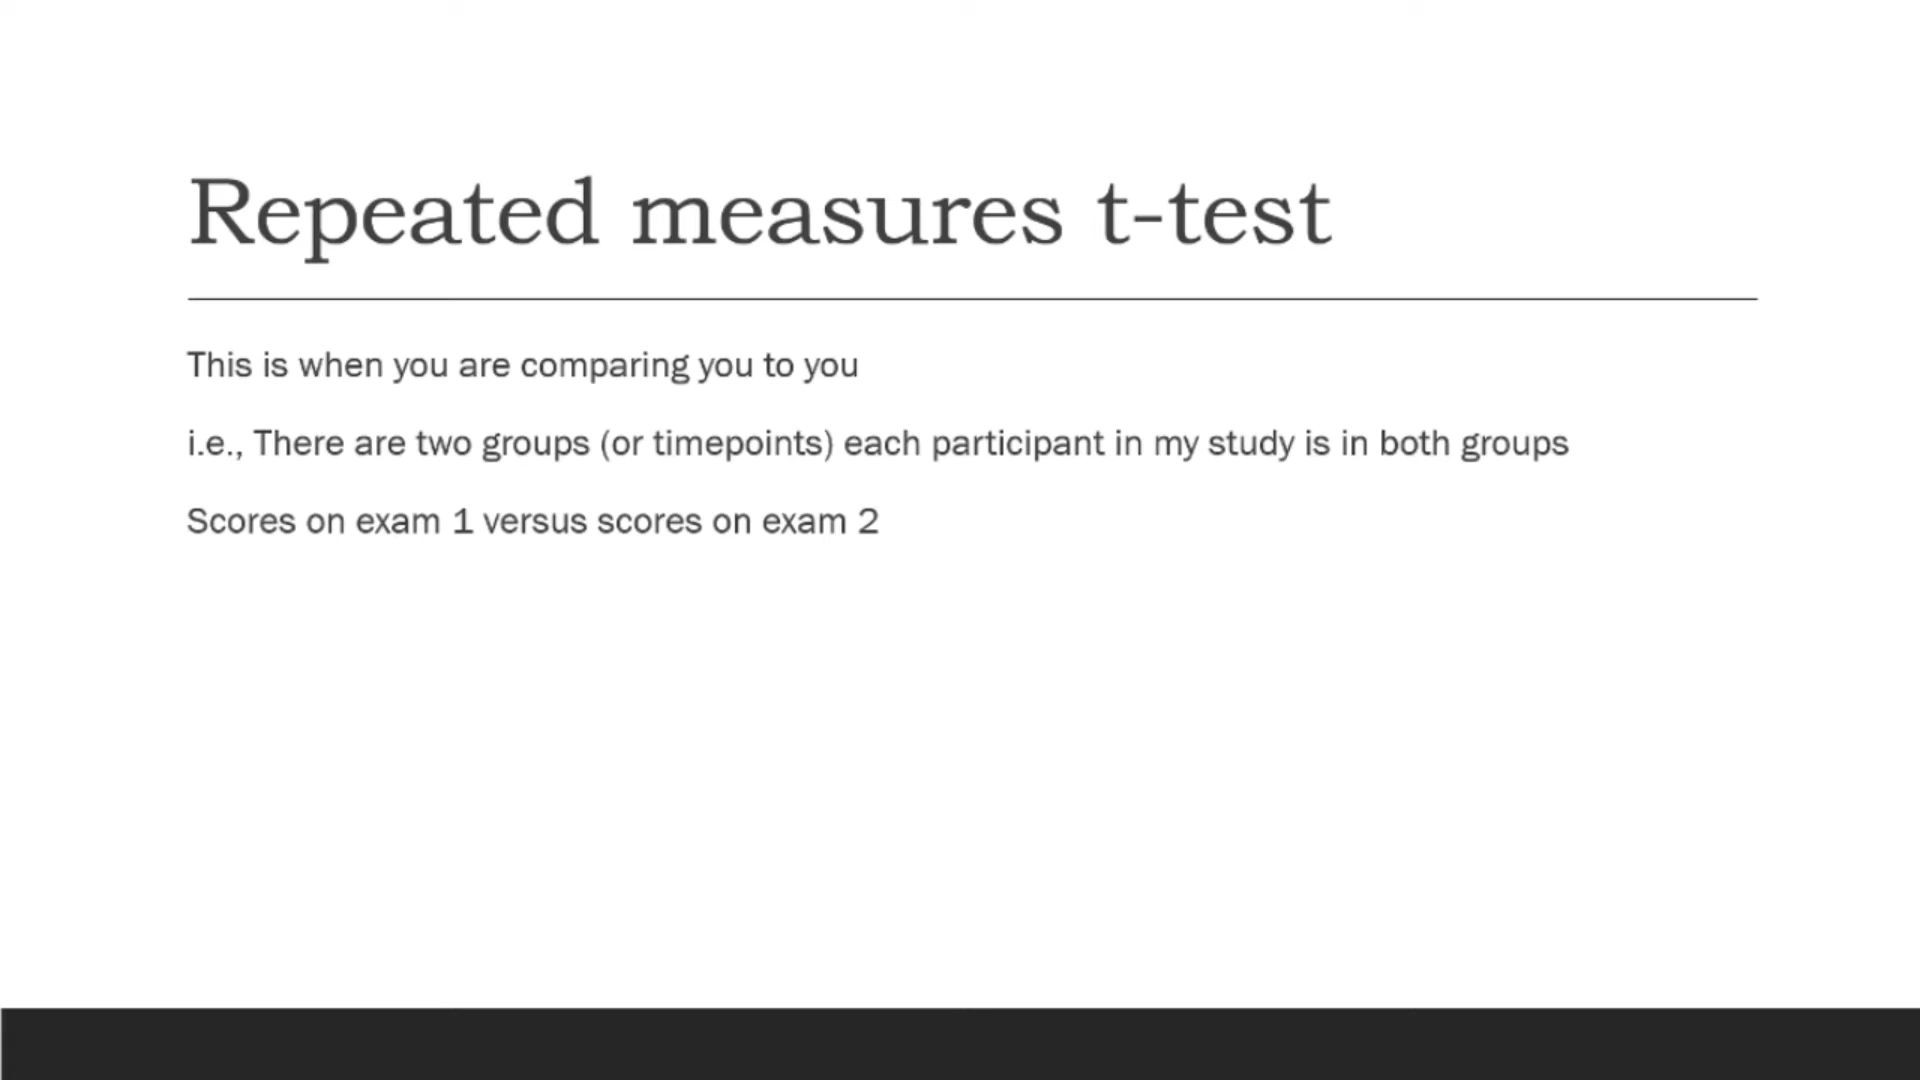 Repeated measures t-test
This is when you are comparing you to you
i.e., There are two groups (or timepoints) each participant in my study is in both groups
Scores on exam 1 versus scores on exam 2